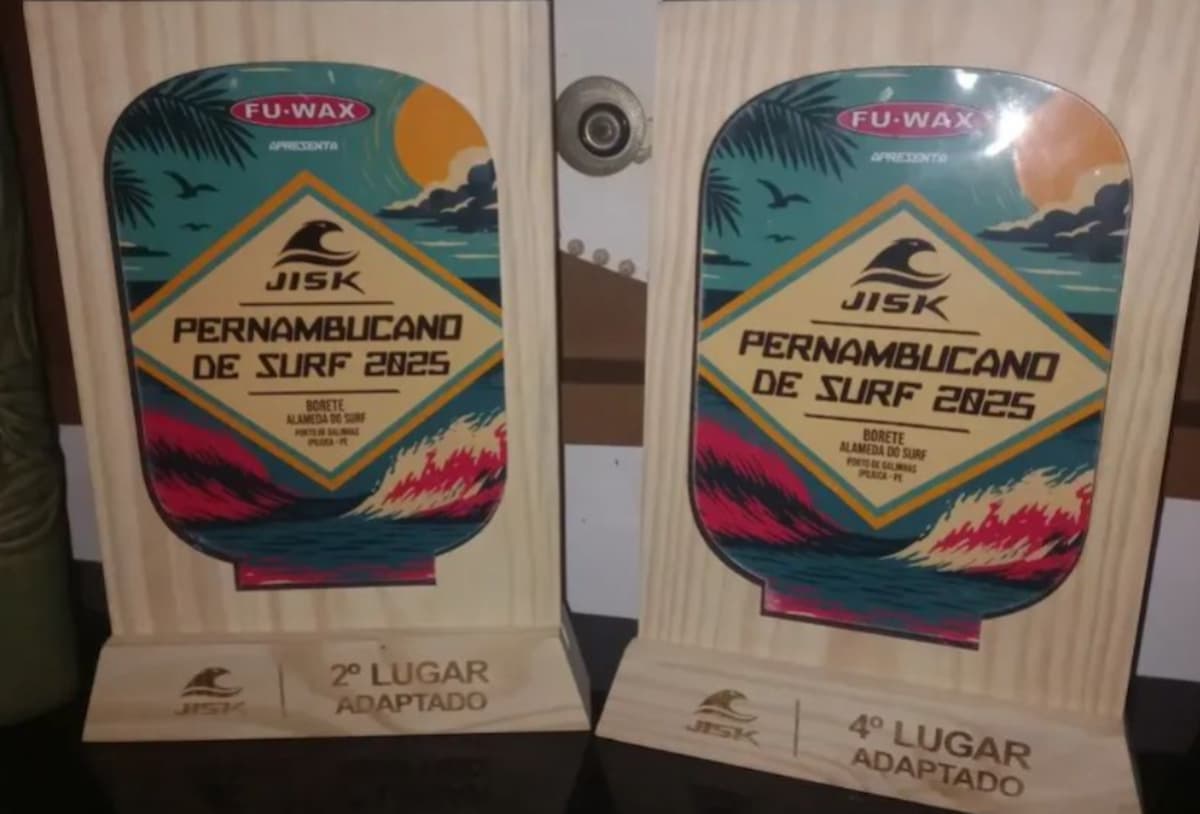 FU•WAX
APRESENTA
JISK
PERNAMBUCANO
DE SURF 2025
BORETE
ALAMEDA DO SURF
PORTO DE GALINHAS
IPOJUCA - PE
JISK
2º LUGAR
ADAPTADO
FU•WAX
APRESENTA
JISK
PERNAMBUCANO
DE SURF 2025
BORETE
ALAMEDA DO SURF
PORTO DE GALINHAS
IPOJUCA - PE
JISK
4º LUGAR
ADAPTADO